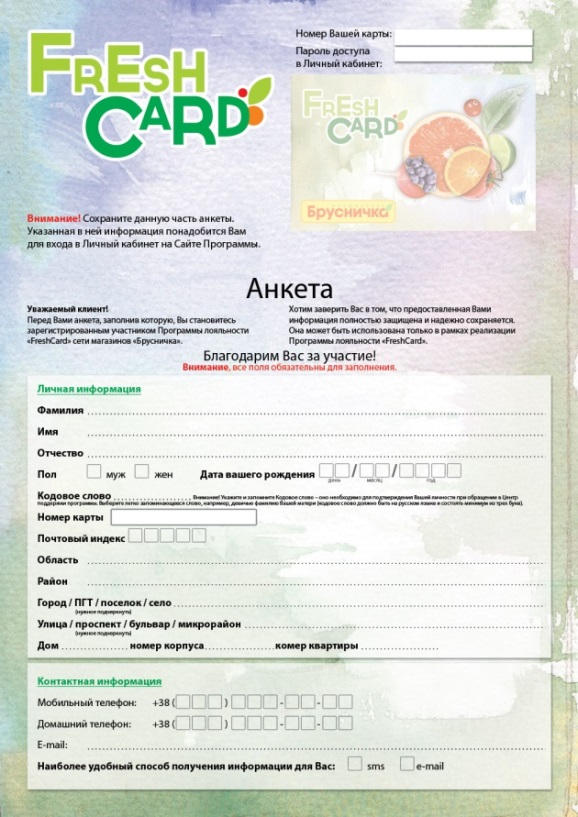 FRESH CARD
Номер Вашей карты:
Пароль доступа
в Личный кабинет:
FRESH CARD
Брусничка
Внимание! Сохраните данную часть анкеты.
Указанная в ней информация понадобится Вам
для входа в Личный кабинет на Сайте Программы.
Анкета
Уважаемый клиент!
Перед Вами анкета, заполнив которую, Вы становитесь
зарегистрированным участником Программы лояльности
«FreshCard» сети магазинов «Брусничка».
Хотим заверить Вас в том, что предоставленная Вами
информация полностью защищена и надежно сохраняется.
Она может быть использована только в рамках реализации
Программы лояльности «FreshCard».
Благодарим Вас за участие!
Внимание, все поля обязательны для заполнения.
Личная информация
Фамилия
Имя
Отчество
Пол муж жен Дата вашего рождения / /
день месяц год
Кодовое слово Внимание! Укажите и запомните Кодовое слово – оно необходимо для подтверждения Вашей личности при обращении в Центр
поддержки программы. Выберите легко запоминающееся слово, например, девичью фамилию Вашей матери (кодовое слово должно быть на русском языке и состоять минимум из трех букв).
Номер карты
Почтовый индекс
Область
Район
Город / ПГТ / поселок / село
(нужное подчеркнуть)
Улица / проспект / бульвар / микрорайон
(нужное подчеркнуть)
Дом номер корпуса номер квартиры
Контактная информация
Мобильный телефон: +38 ( ) - -
Домашний телефон: +38 ( ) - -
E-mail:
Наиболее удобный способ получения информации для Вас: sms e-mail